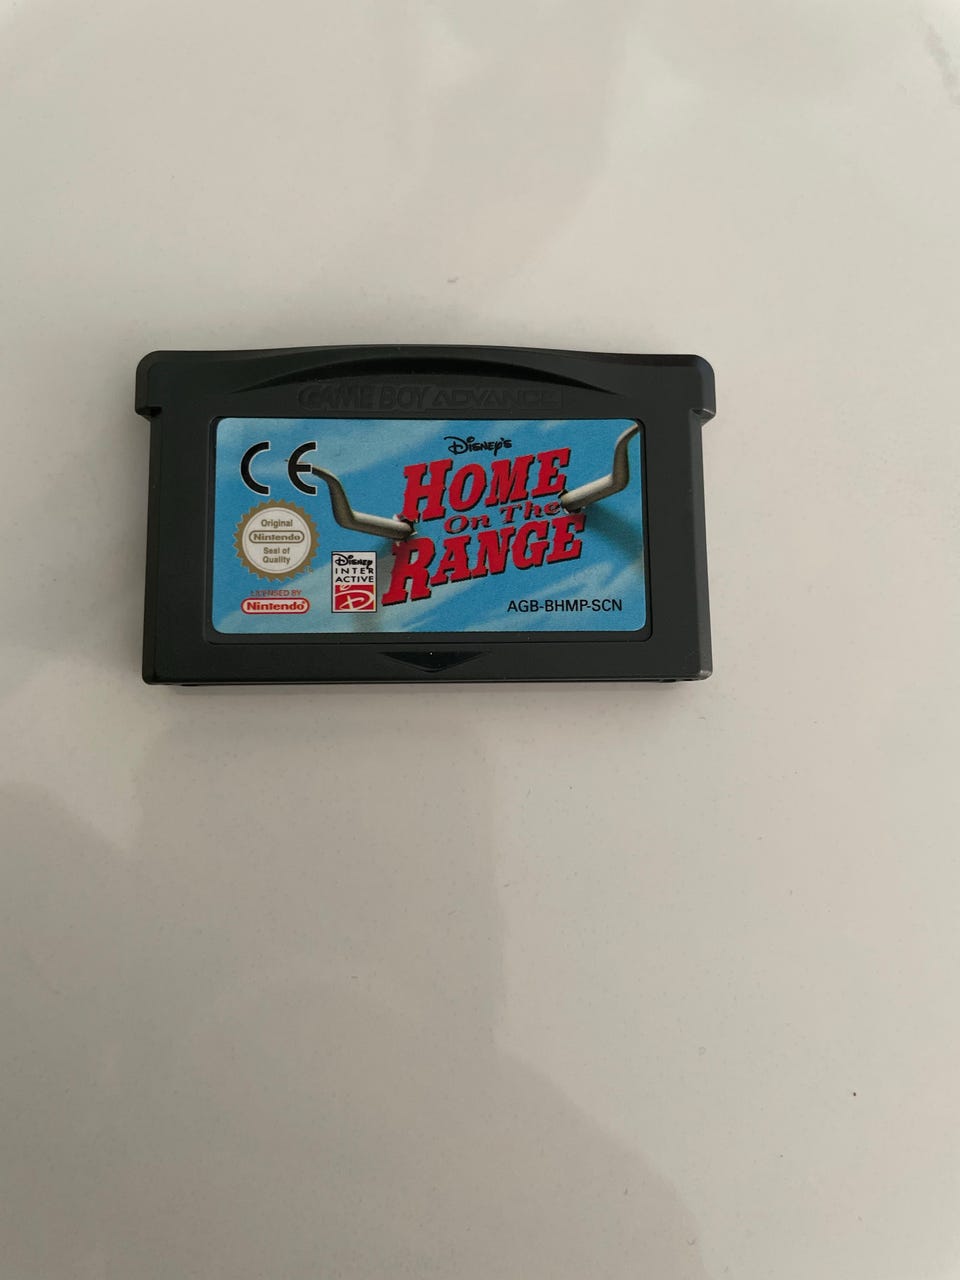 GAME BOY ADVANCE
CE
Original
Nintendo
Seal of
Quality
LICENSED BY
Nintendo
Disney
INTER
ACTIVE
D
Disney's
HOME
On The
RANGE
AGB-BHMP-SCN